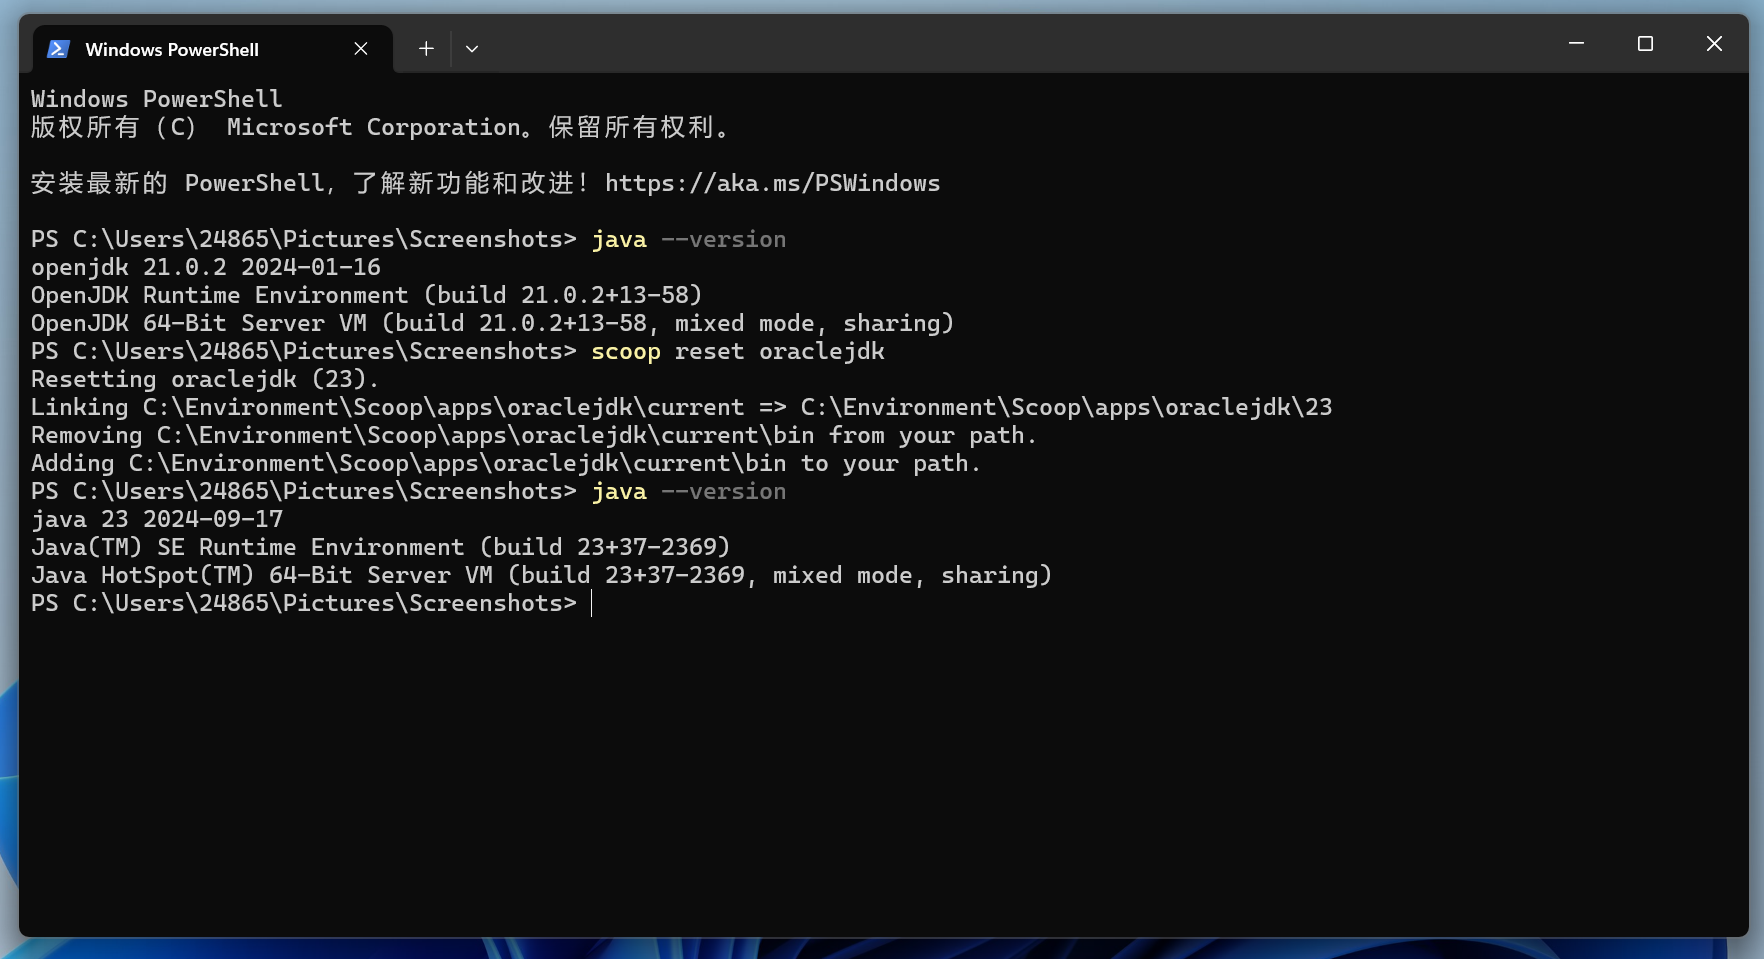 Windows PowerShell
Windows PowerShell
版权所有（C） Microsoft Corporation。保留所有权利。
安装最新的 PowerShell，了解新功能和改进！https://aka.ms/PSWindows
PS C:\Users\24865\Pictures\Screenshots> java --version
openjdk 21.0.2 2024-01-16
OpenJDK Runtime Environment (build 21.0.2+13-58)
OpenJDK 64-Bit Server VM (build 21.0.2+13-58, mixed mode, sharing)
PS C:\Users\24865\Pictures\Screenshots> scoop reset oraclejdk
Resetting oraclejdk (23).
Linking C:\Environment\Scoop\apps\oraclejdk\current => C:\Environment\Scoop\apps\oraclejdk\23
Removing C:\Environment\Scoop\apps\oraclejdk\current\bin from your path.
Adding C:\Environment\Scoop\apps\oraclejdk\current\bin to your path.
PS C:\Users\24865\Pictures\Screenshots> java --version
java 23 2024-09-17
Java(TM) SE Runtime Environment (build 23+37-2369)
Java HotSpot(TM) 64-Bit Server VM (build 23+37-2369, mixed mode, sharing)
PS C:\Users\24865\Pictures\Screenshots>